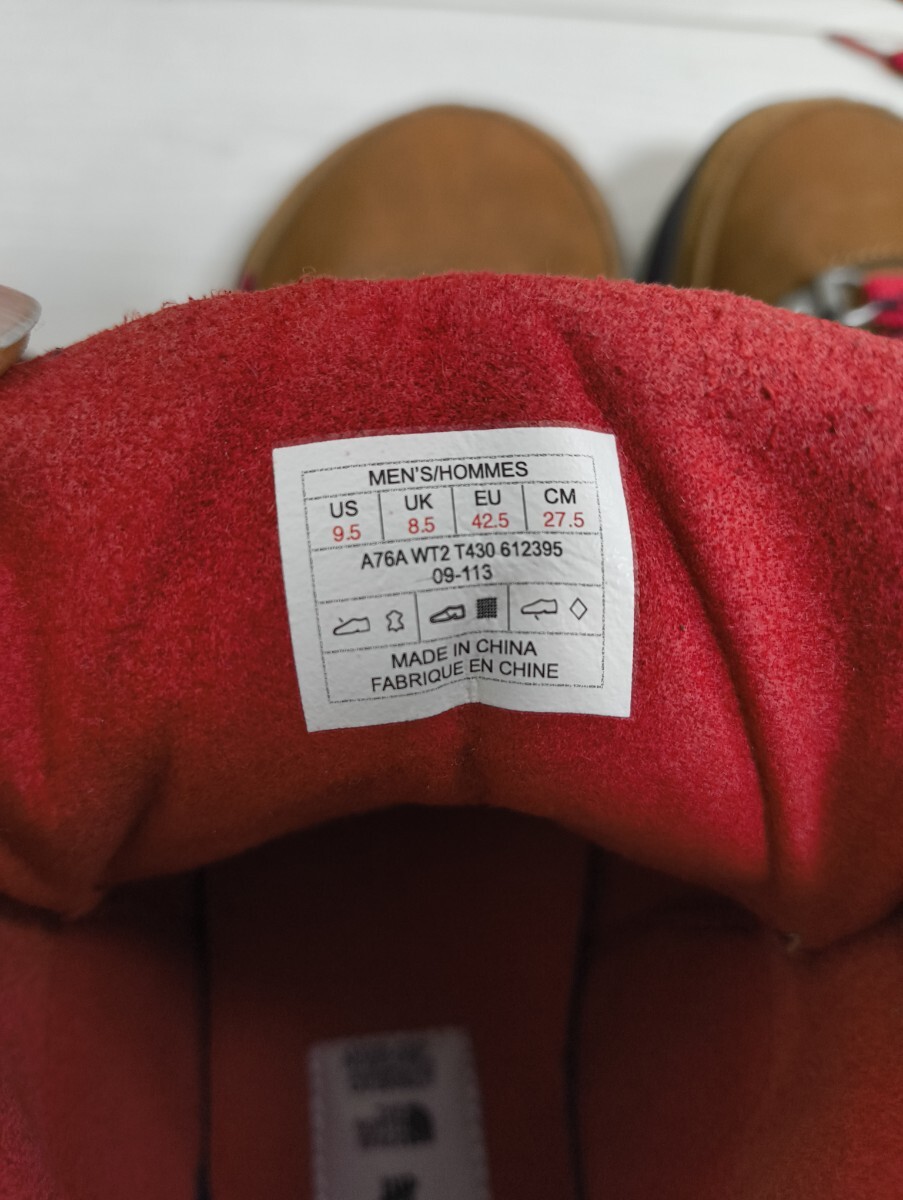 MEN'S/HOMMES
US UK EU CM
9.5 8.5 42.5 27.5
A76A WT2 T430 612395
09-113
MADE IN CHINA
FABRIQUE EN CHINE